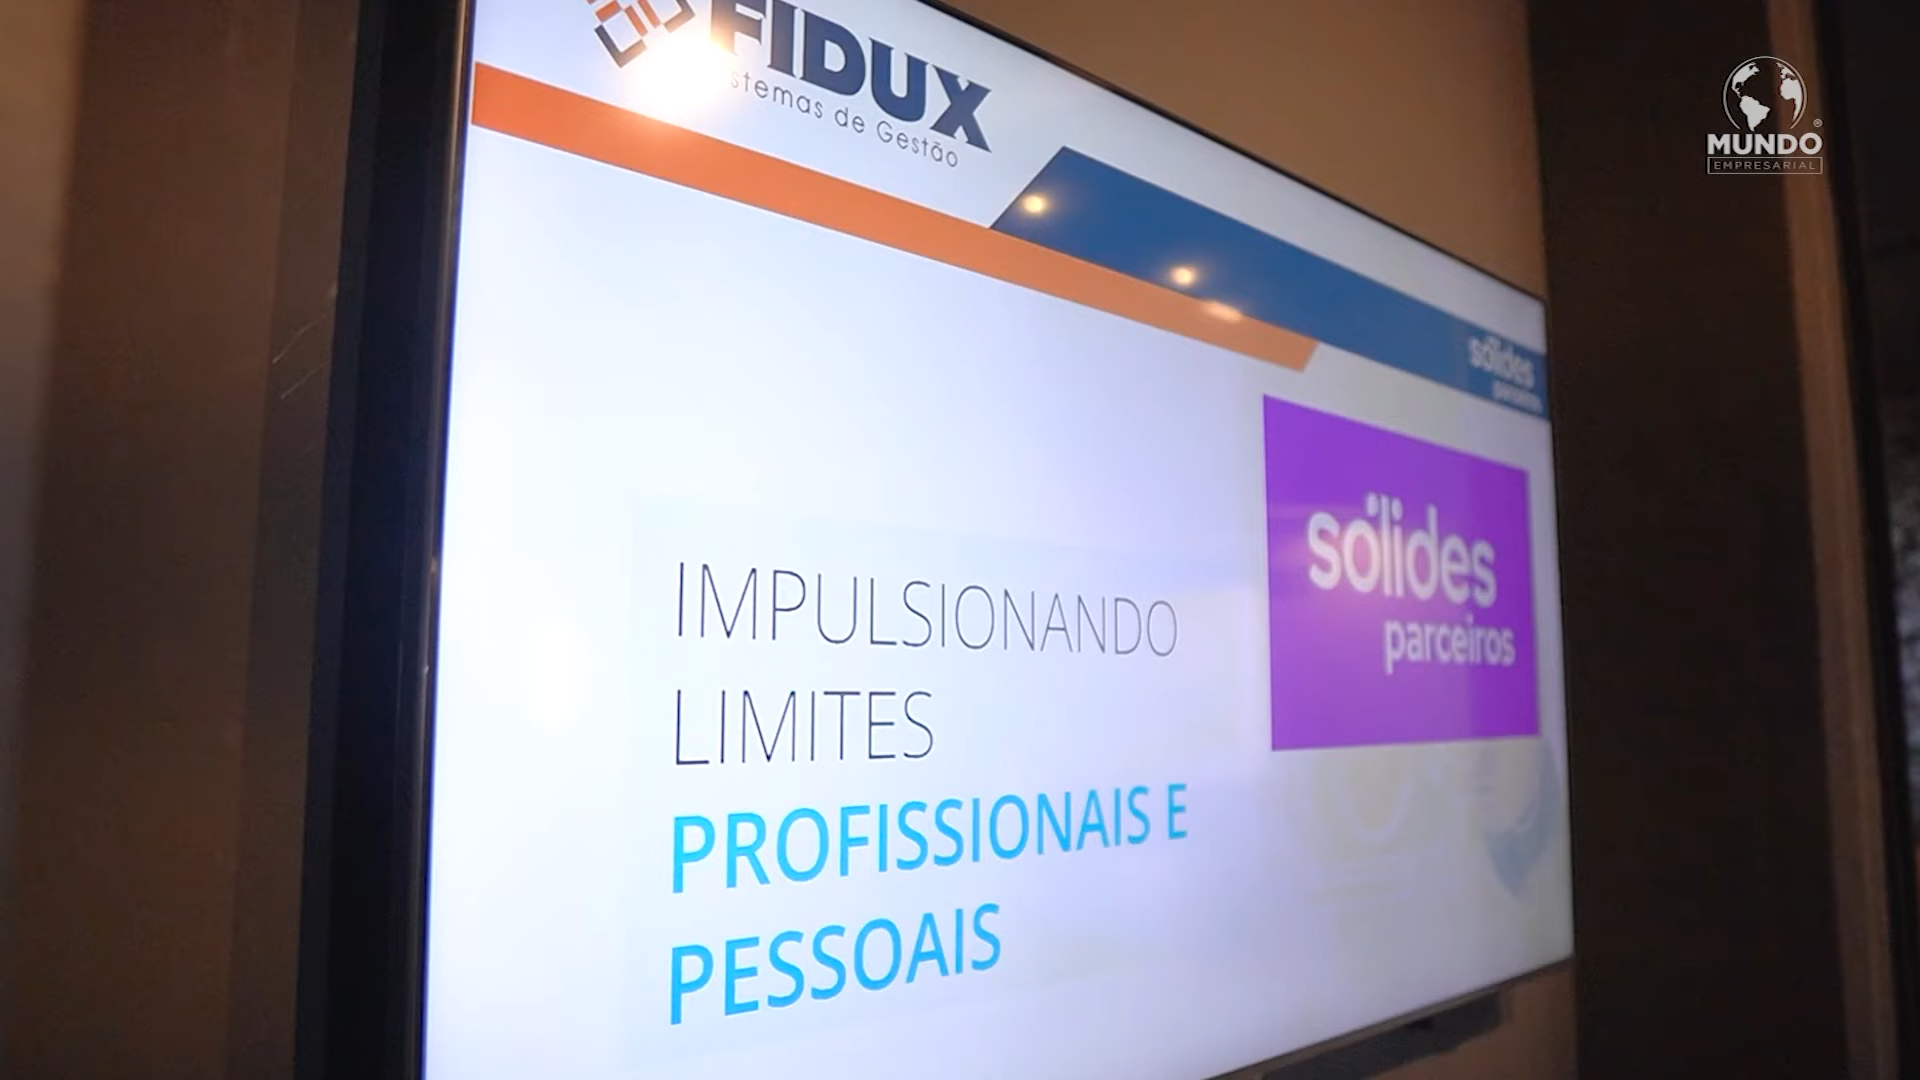 FIDUX
stemas de Gestão
MUNDO
EMPRESARIAL
sólides
sólides
parceiros
IMPULSIONANDO
LIMITES
PROFISSIONAIS E
PESSOAIS